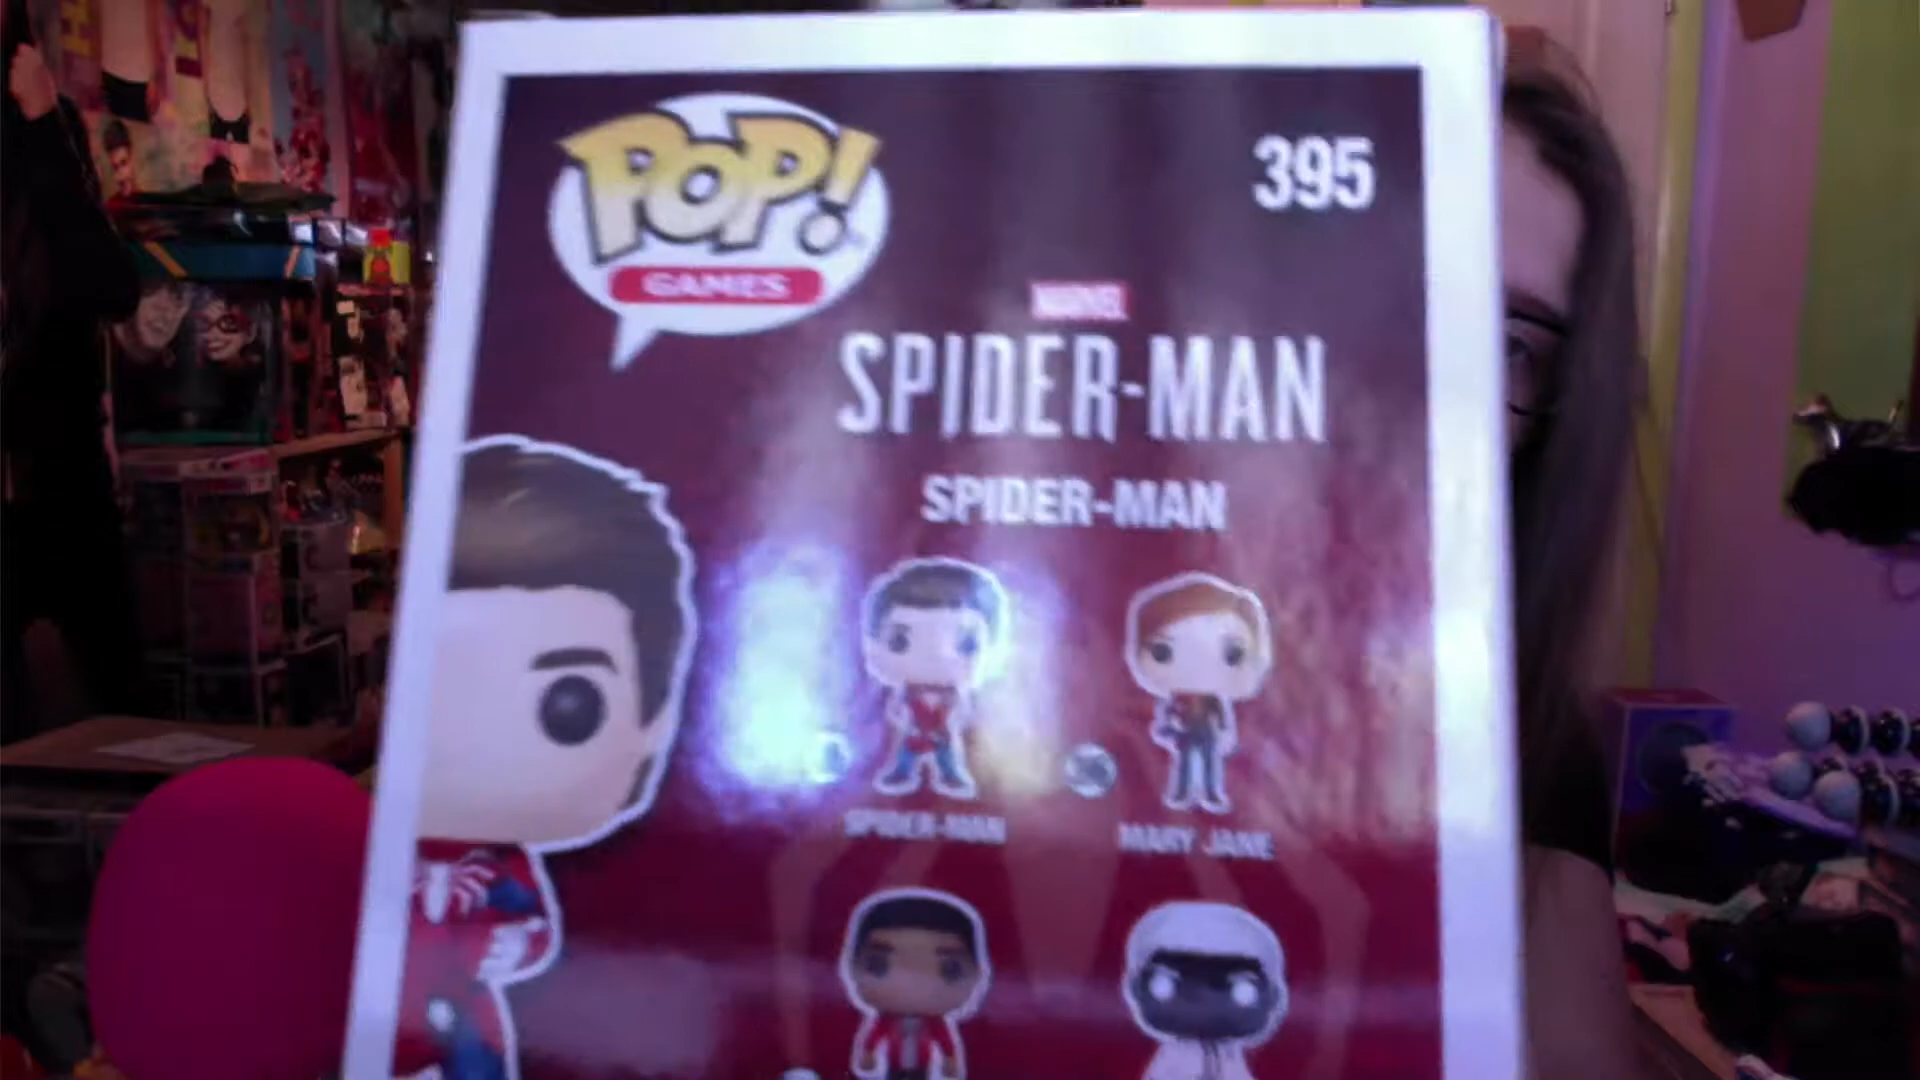 POP!
GAMES
395
MARVEL
SPIDER-MAN
SPIDER-MAN
SPIDER-MAN
MARY JANE